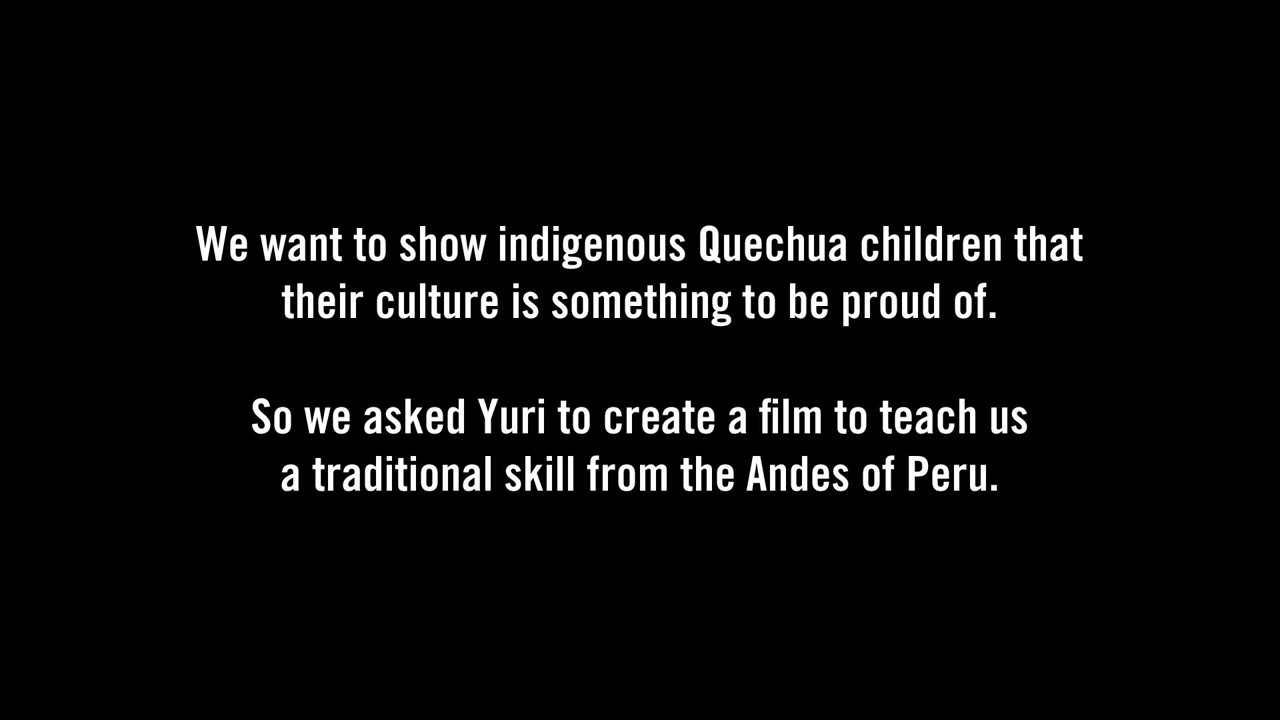 We want to show indigenous Quechua children that
their culture is something to be proud of.
So we asked Yuri to create a film to teach us
a traditional skill from the Andes of Peru.